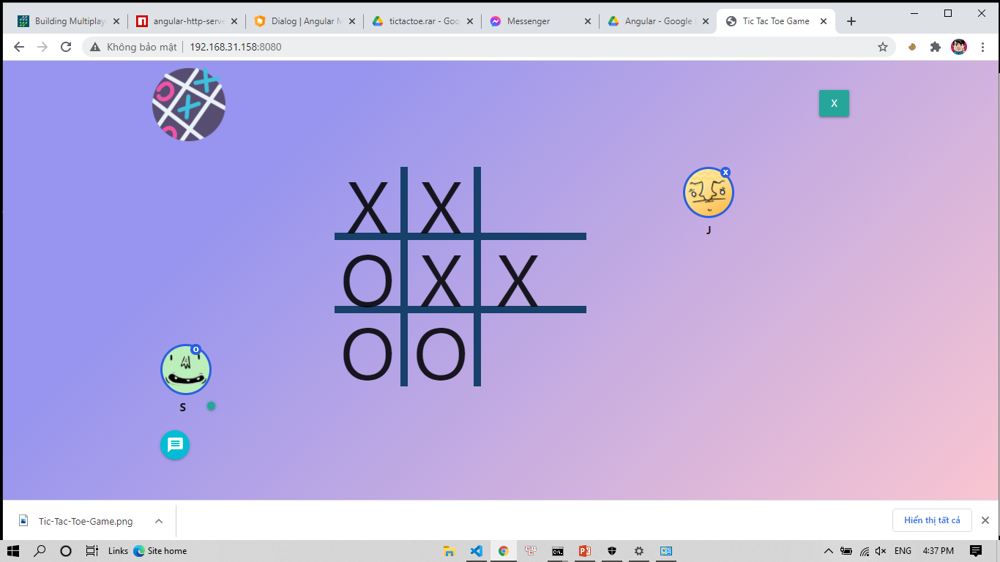 Building Multiplay
angular-http-serve
Dialog | Angular M
tictactoe.rar - Goo
Messenger
Angular - Google
Tic Tac Toe Game
Không bảo mật
192.168.31.158:8080
X
X X
X
J
O X X
O O
O
S
Tic-Tac-Toe-Game.png
Hiển thị tất cả
Links
Site home
ENG
4:37 PM